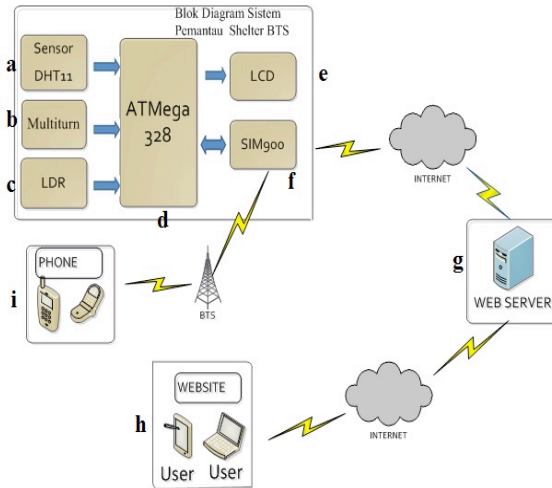 Blok Diagram Sistem
Pemantau Shelter BTS
a
Sensor
DHT11
b
Multiturn
c
LDR
ATMega
328
d
LCD
e
SIM900
f
INTERNET
g
WEB SERVER
PHONE
i
BTS
INTERNET
WEBSITE
h
User User